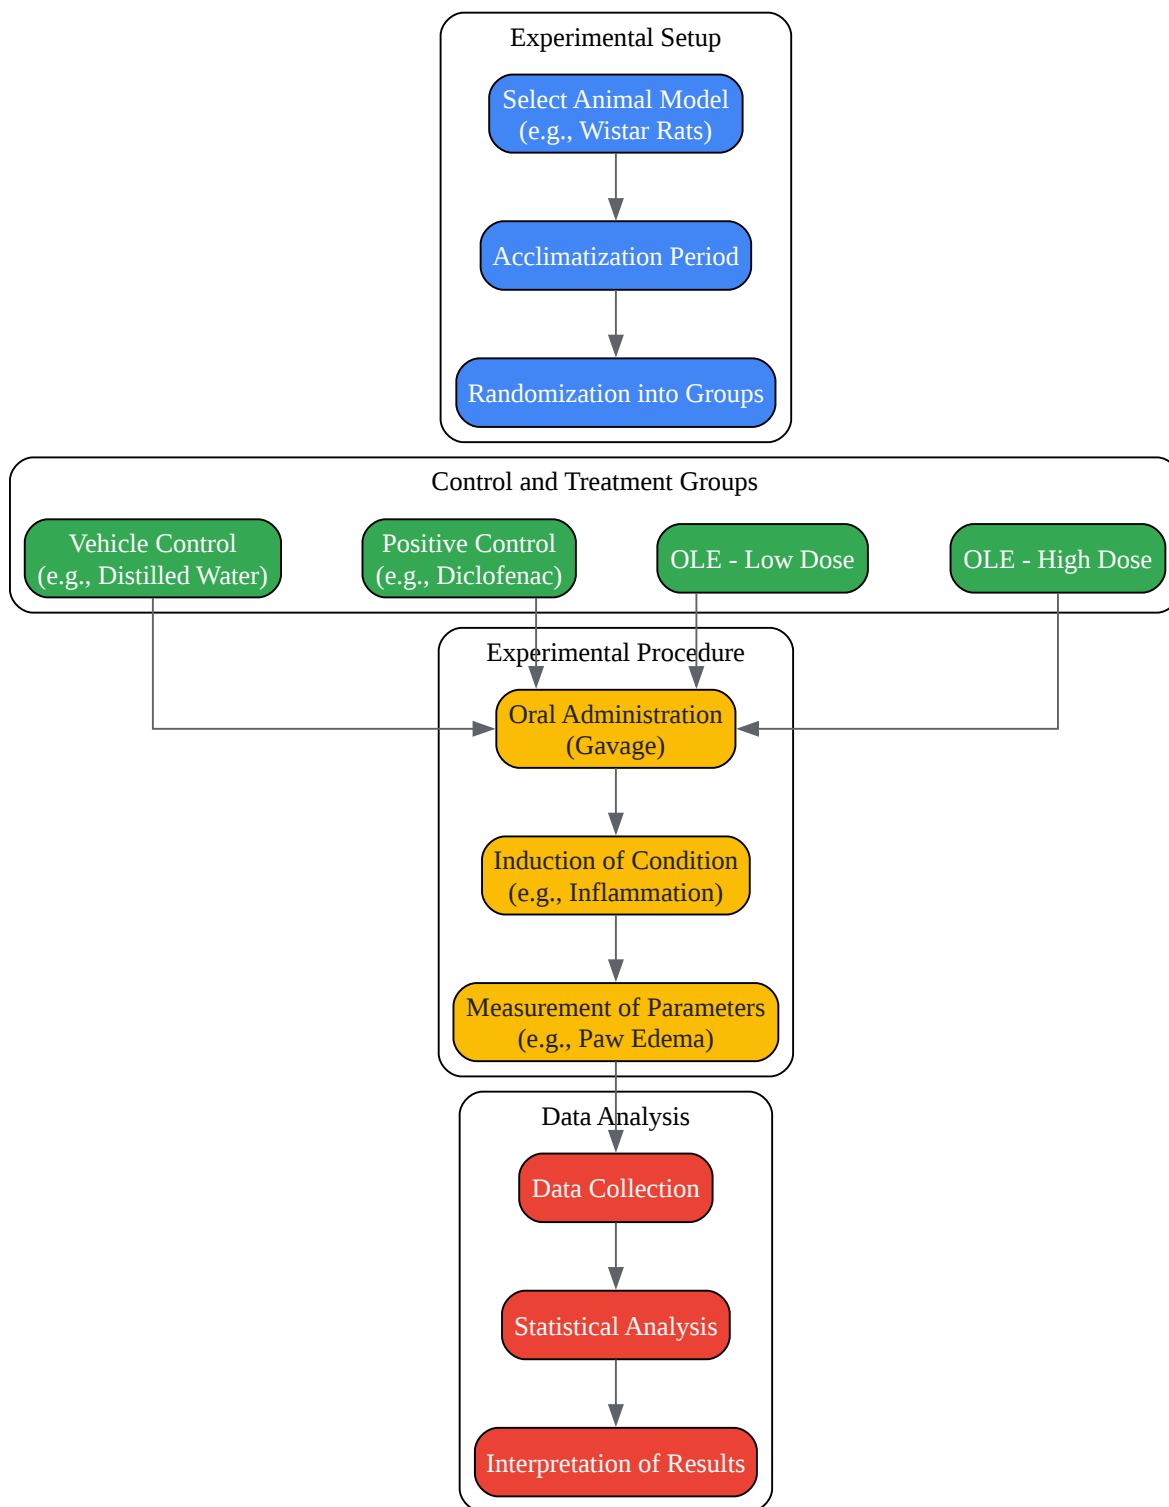 Experimental Setup
Select Animal Model
(e.g., Wistar Rats)
Acclimatization Period
Randomization into Groups
Control and Treatment Groups
Vehicle Control
(e.g., Distilled Water)
Positive Control
(e.g., Diclofenac)
OLE - Low Dose
OLE - High Dose
Experimental Procedure
Oral Administration
(Gavage)
Induction of Condition
(e.g., Inflammation)
Measurement of Parameters
(e.g., Paw Edema)
Data Analysis
Data Collection
Statistical Analysis
Interpretation of Results